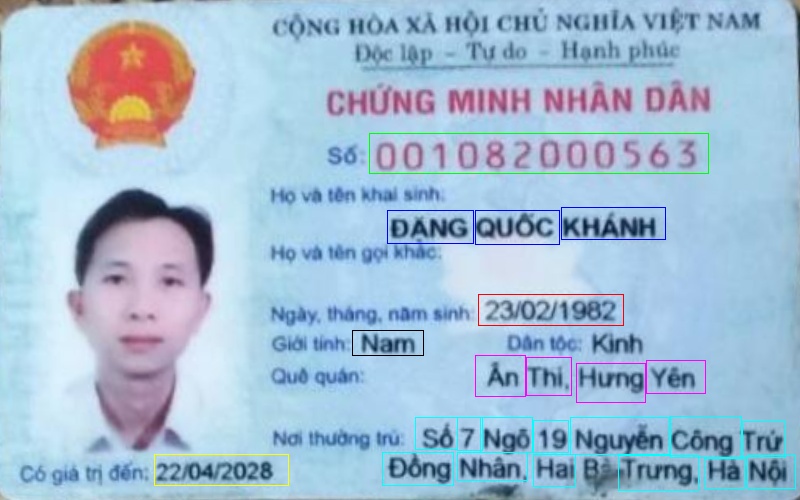 CỘNG HÒA XÃ HỘI CHỦ NGHĨA VIỆT NAM
Độc lập - Tự do - Hạnh phúc
CHỨNG MINH NHÂN DÂN
Số: 001082000563
Họ và tên khai sinh:
ĐẶNG QUỐC KHÁNH
Họ và tên gọi khác:
Ngày, tháng, năm sinh: 23/02/1982
Giới tính: Nam Dân tộc: Kinh
Quê quán: Ân Thi, Hưng Yên
Nơi thường trú: Số 7 Ngõ 19 Nguyễn Công Trứ
Có giá trị đến: 22/04/2028 Đồng Nhân, Hai Bà Trưng, Hà Nội